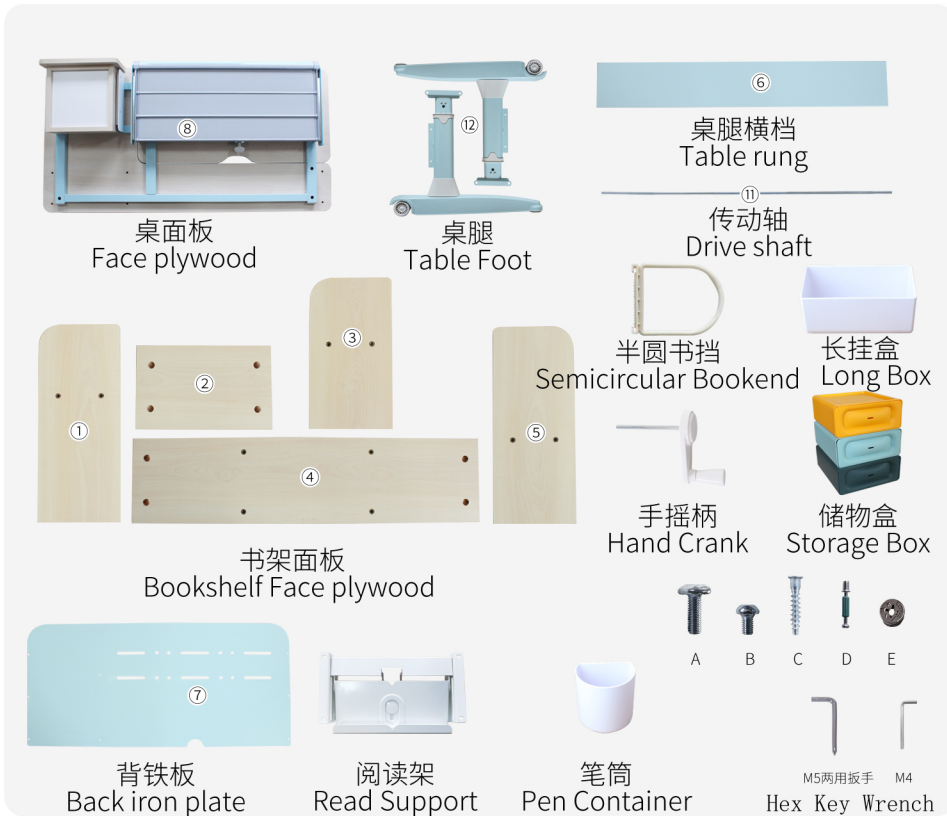 ⑧
桌面板
Face plywood
⑫
桌腿
Table Foot
⑥
桌腿横档
Table rung
⑪
传动轴
Drive shaft
①
②
③
④
⑤
书架面板
Bookshelf Face plywood
半圆书挡
Semicircular Bookend
长挂盒
Long Box
手摇柄
Hand Crank
储物盒
Storage Box
A B C D E
⑦
背铁板
Back iron plate
阅读架
Read Support
笔筒
Pen Container
M5两用扳手 M4
Hex Key Wrench